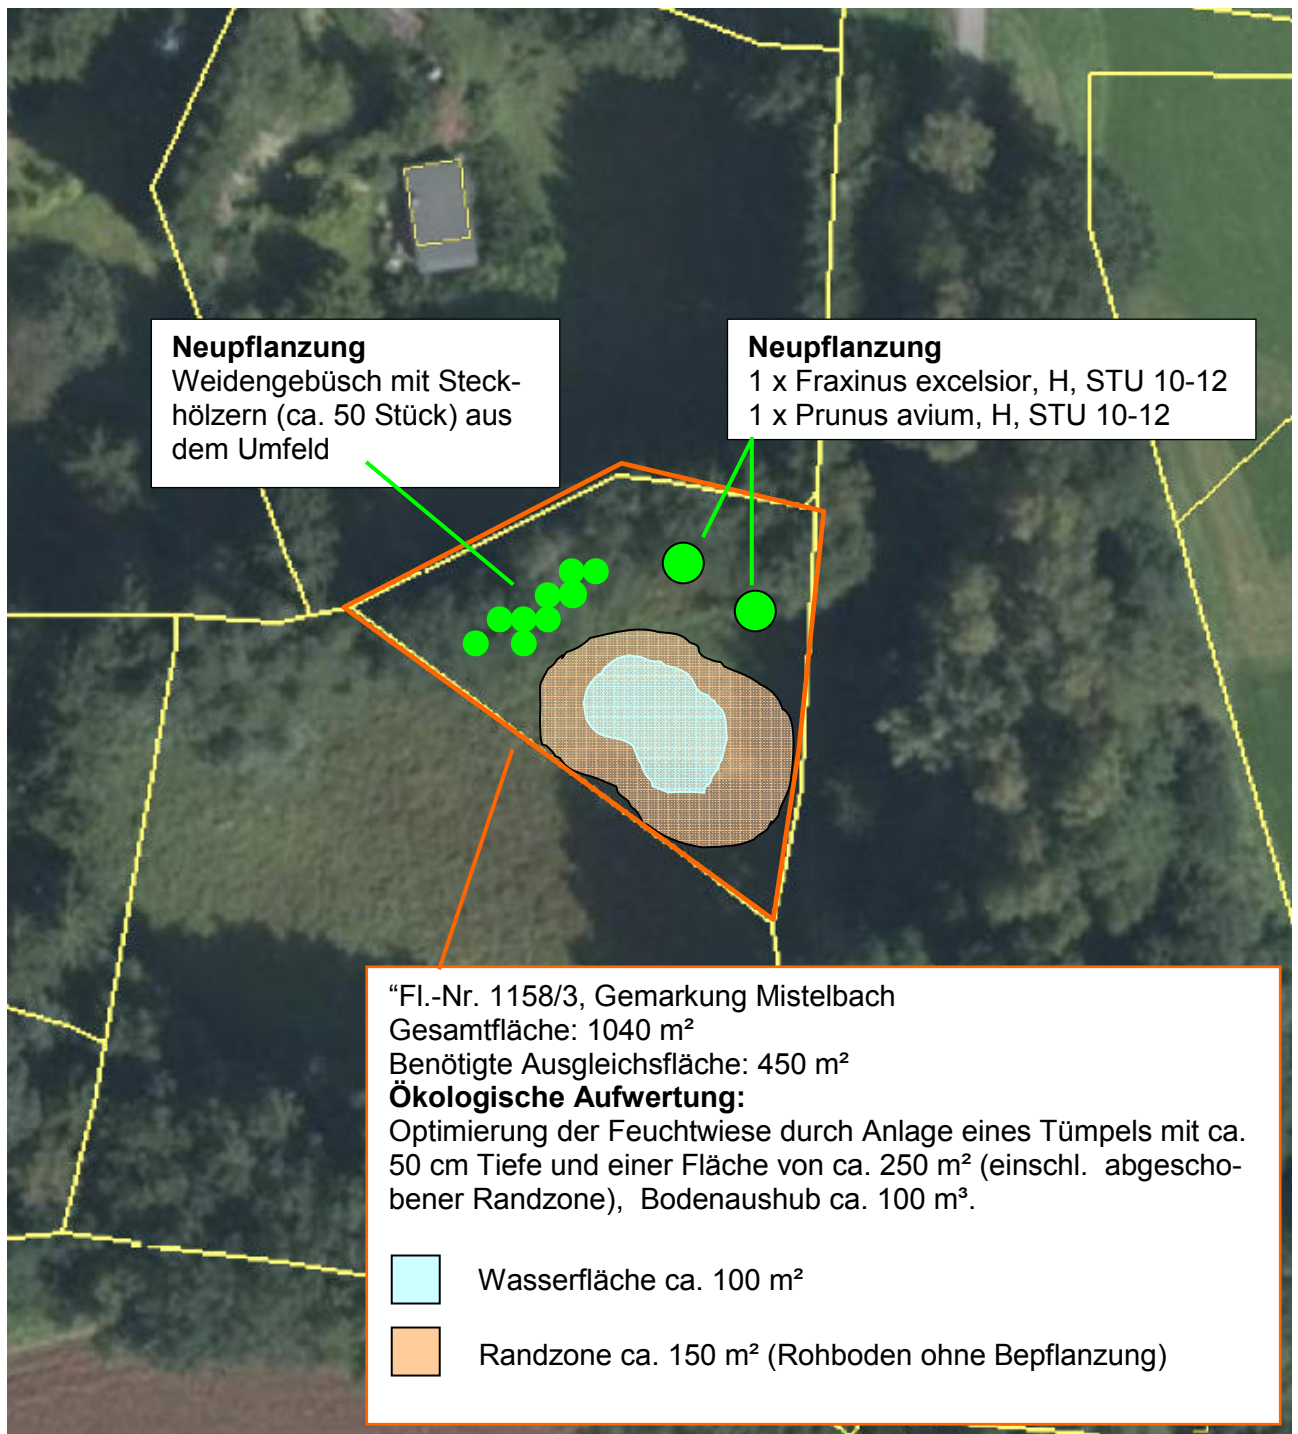 Neupflanzung
Weidengebüsch mit Steck-
hölzern (ca. 50 Stück) aus
dem Umfeld
Neupflanzung
1 x Fraxinus excelsior, H, STU 10-12
1 x Prunus avium, H, STU 10-12
“Fl.-Nr. 1158/3, Gemarkung Mistelbach
Gesamtfläche: 1040 m²
Benötigte Ausgleichsfläche: 450 m²
Ökologische Aufwertung:
Optimierung der Feuchtwiese durch Anlage eines Tümpels mit ca.
50 cm Tiefe und einer Fläche von ca. 250 m² (einschl. abgescho-
bener Randzone), Bodenaushub ca. 100 m³.
Wasserfläche ca. 100 m²
Randzone ca. 150 m² (Rohboden ohne Bepflanzung)